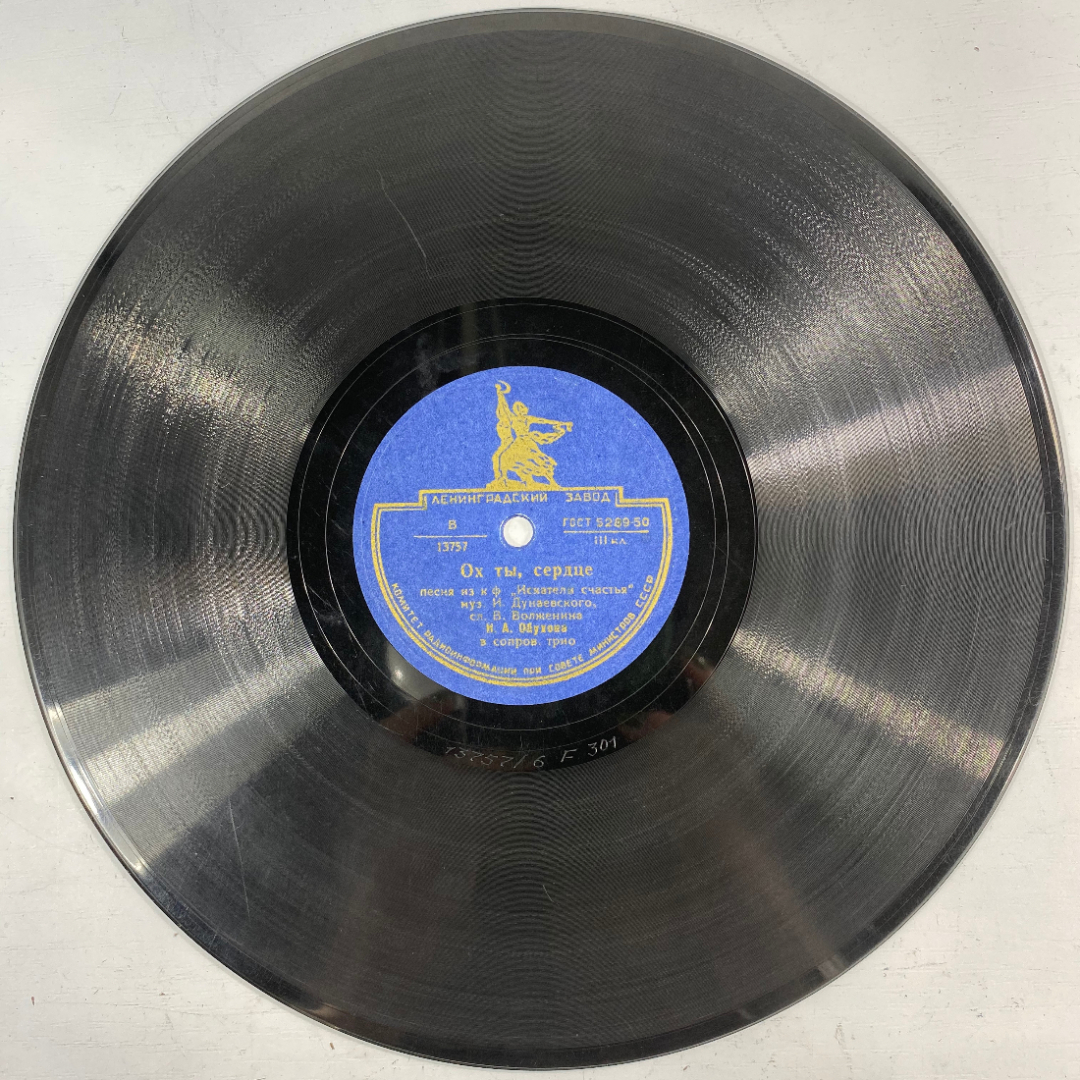 ЛЕНИНГРАДСКИЙ ЗАВОД
В
13757
ГОСТ 5289-50
III кл.
Ох ты, сердце
песня из к/ф „Искатели счастья"
муз. И. Дунаевского,
сл. В. Волженина
Н. А. Обухова
в сопров. трио
КОМИТЕТ РАДИОИНФОРМАЦИИ ПРИ СОВЕТЕ МИНИСТРОВ СССР
13757/6 F 301